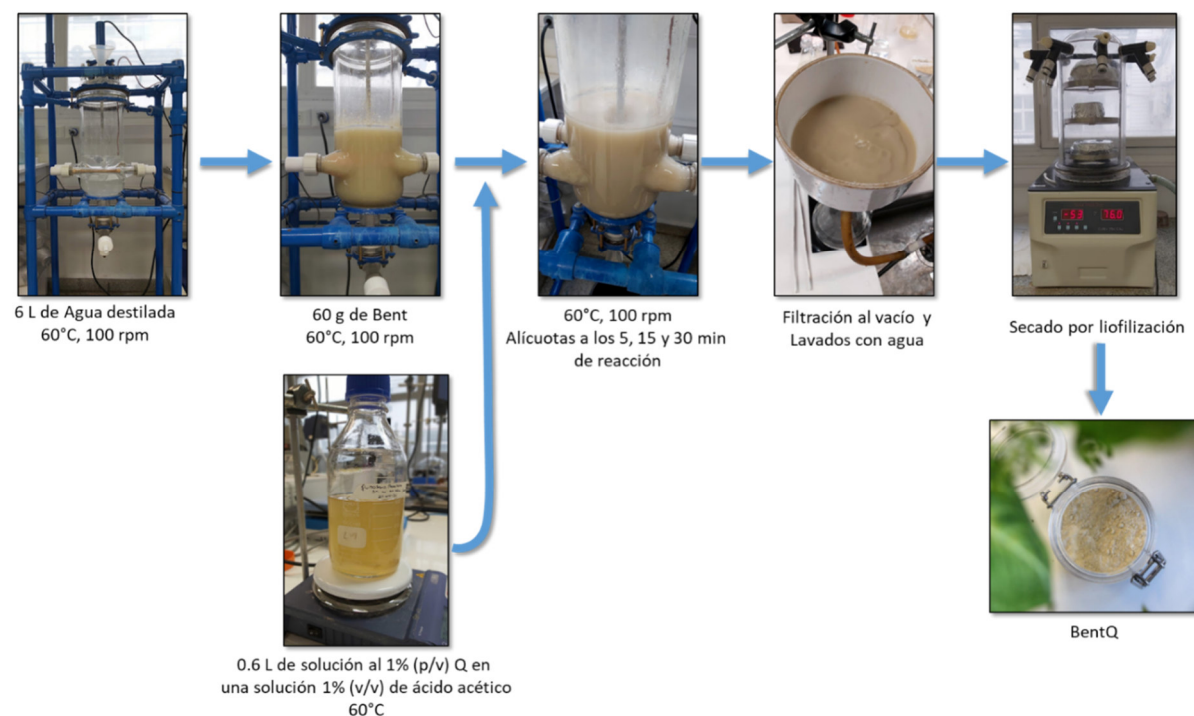 6 L de Agua destilada
60°C, 100 rpm
60 g de Bent
60°C, 100 rpm
60°C, 100 rpm
Alícuotas a los 5, 15 y 30 min
de reacción
Filtración al vacío y
Lavados con agua
-53 760
Secado por liofilización
0.6 L de solución al 1% (p/v) Q en
una solución 1% (v/v) de ácido acético
60°C
BentQ